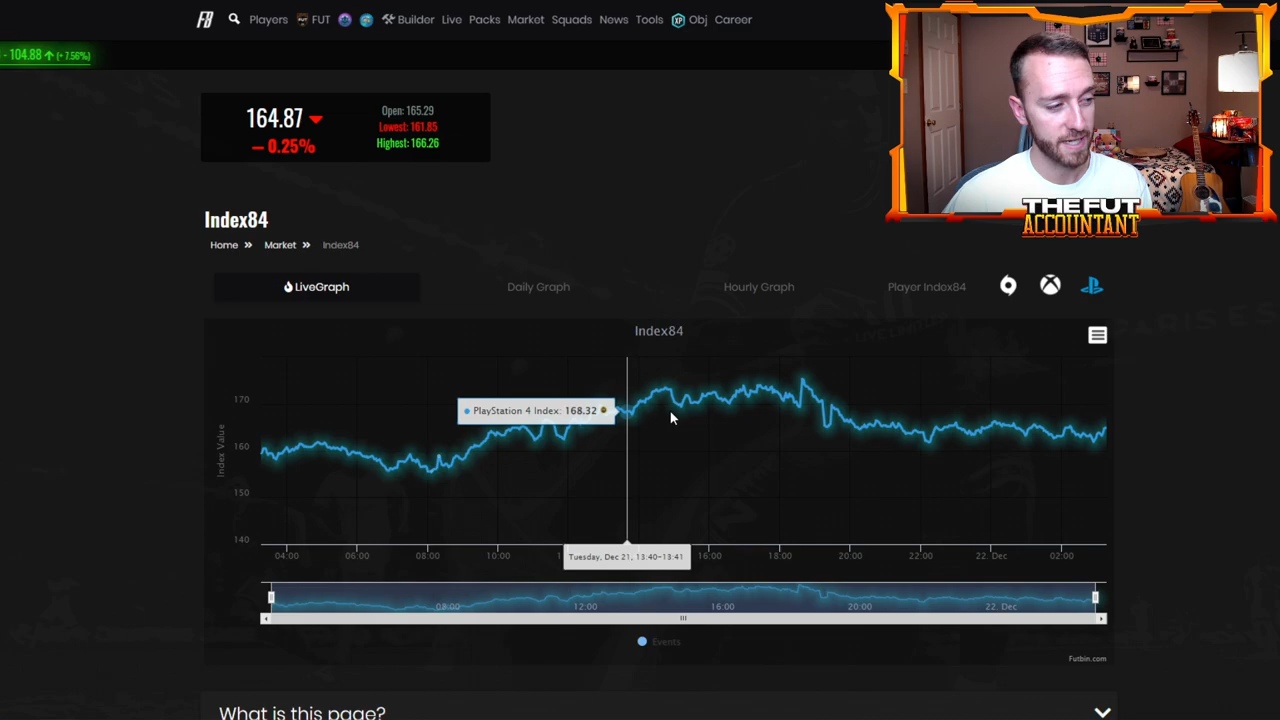 FB Players FUT Builder Live Packs Market Squads News Tools XP Obj Career
- 104.88 (+ 7.56%)
164.87
– 0.25%
Open: 165.29
Lowest: 161.85
Highest: 166.26
THE FUT
ACCOUNTANT
Index84
Home » Market » Index84
LiveGraph Daily Graph Hourly Graph Player Index84
Index84
Index Value
170
160
150
140
PlayStation 4 Index: 168.32
04:00 06:00 08:00 10:00 16:00 18:00 20:00 22:00 22. Dec 02:00
Tuesday, Dec 21, 13:40-13:41
08:00 12:00 16:00 20:00 22. Dec
Events
Futbin.com
What is this page?